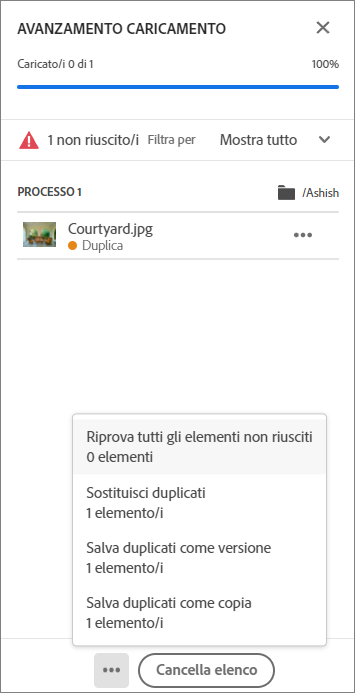 AVANZAMENTO CARICAMENTO
Caricato/i 0 di 1 100%
1 non riuscito/i Filtra per Mostra tutto
PROCESSO 1 /Ashish
Courtyard.jpg
Duplica
Riprova tutti gli elementi non riusciti
0 elementi
Sostituisci duplicati
1 elemento/i
Salva duplicati come versione
1 elemento/i
Salva duplicati come copia
1 elemento/i
Cancella elenco